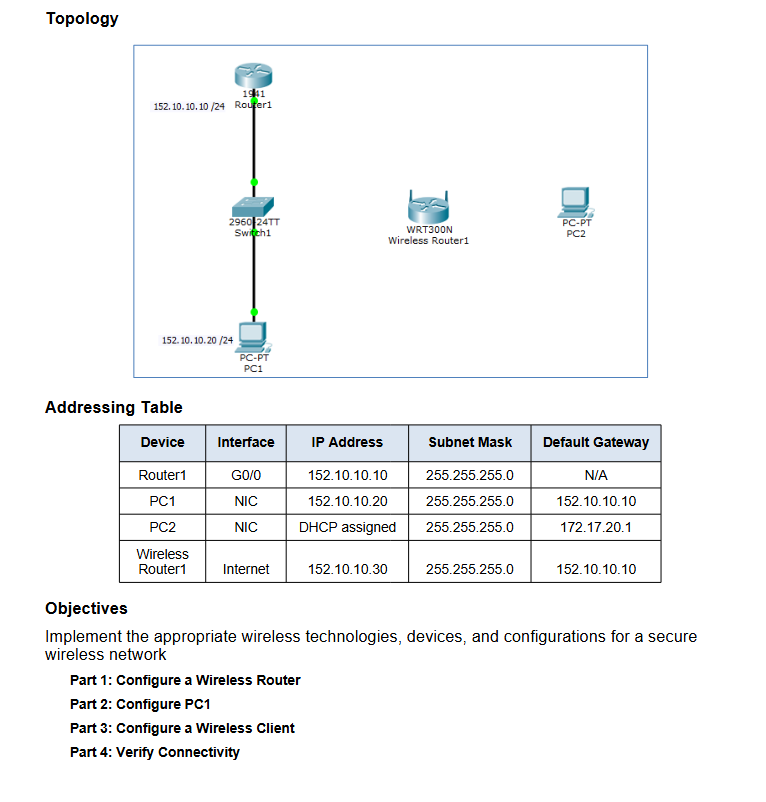 Topology
1941
Router1
152.10.10.10 /24
2960-24TT
Switch1
WRT300N
Wireless Router1
PC-PT
PC2
152.10.10.20 /24
PC-PT
PC1
Addressing Table
Device Interface IP Address Subnet Mask Default Gateway
Router1 G0/0 152.10.10.10 255.255.255.0 N/A
PC1 NIC 152.10.10.20 255.255.255.0 152.10.10.10
PC2 NIC DHCP assigned 255.255.255.0 172.17.20.1
Wireless
Router1 Internet 152.10.10.30 255.255.255.0 152.10.10.10
Objectives
Implement the appropriate wireless technologies, devices, and configurations for a secure
wireless network
Part 1: Configure a Wireless Router
Part 2: Configure PC1
Part 3: Configure a Wireless Client
Part 4: Verify Connectivity